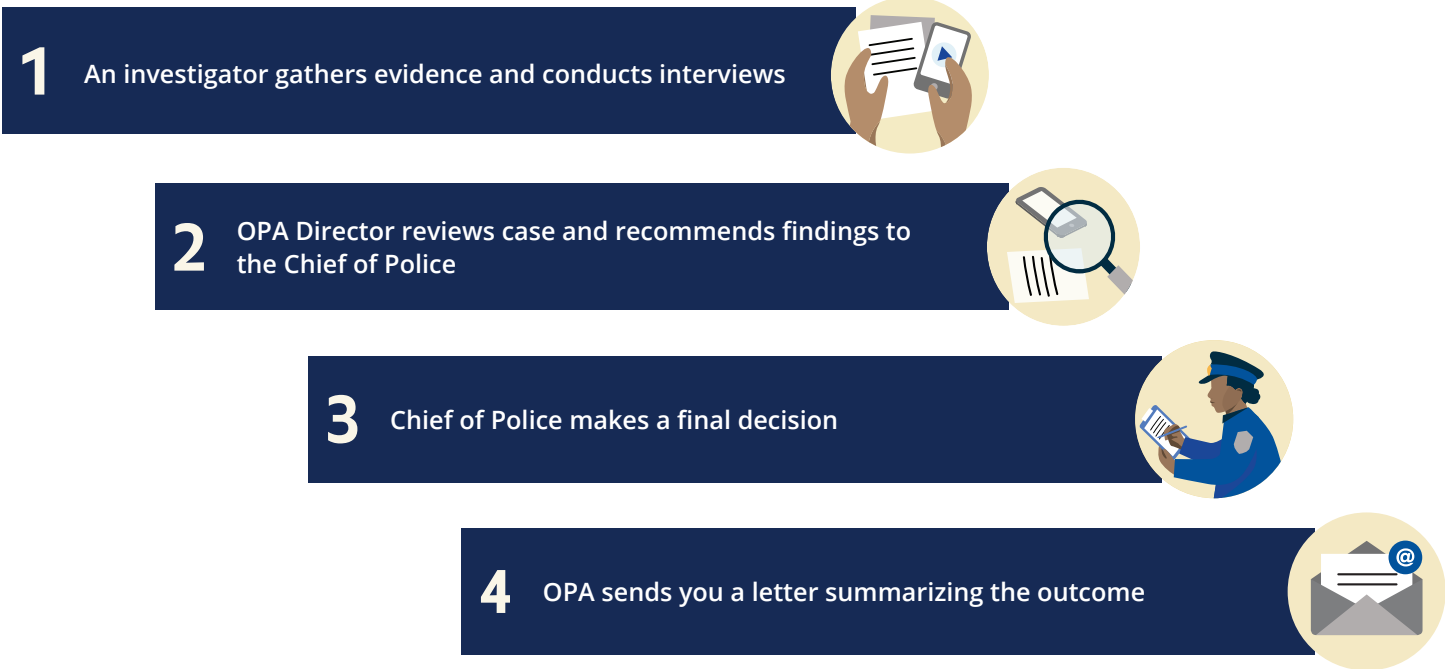 1
An investigator gathers evidence and conducts interviews
2
OPA Director reviews case and recommends findings to
the Chief of Police
3
Chief of Police makes a final decision
4
OPA sends you a letter summarizing the outcome
@